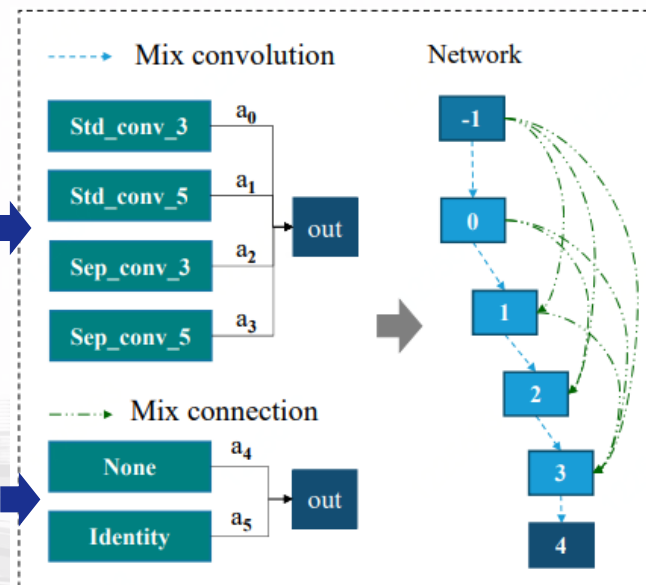 Mix convolution
Std_conv_3
a0
Std_conv_5
a1
out
Sep_conv_3
a2
Sep_conv_5
a3
Mix connection
None
a4
out
Identity
a5
Network
-1
0
1
2
3
4